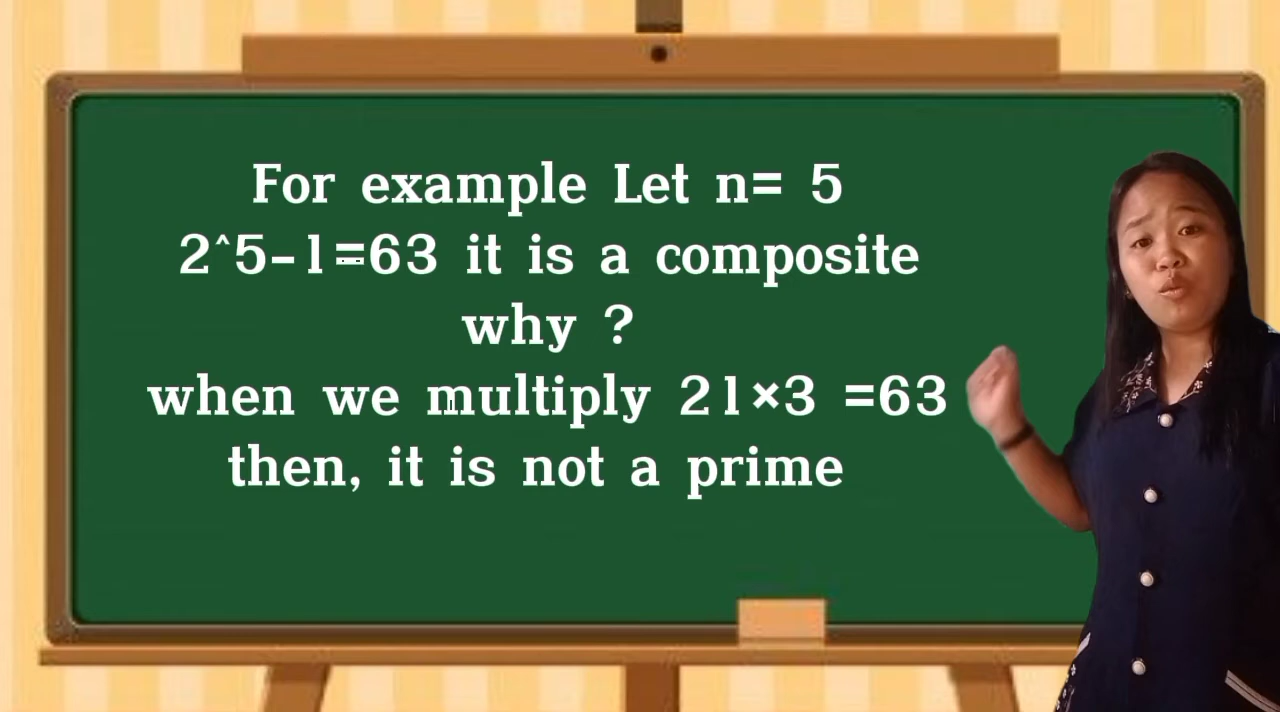 For example Let n= 5
2^5-1=63 it is a composite
why ?
when we multiply 21×3 =63
then, it is not a prime